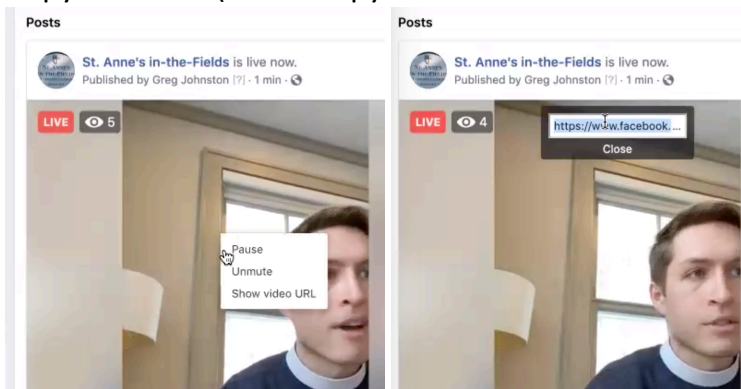 Posts
St. Anne's in-the-Fields is live now.
Published by Greg Johnston [?] · 1 min ·
LIVE 5
Pause
Unmute
Show video URL
Posts
St. Anne's in-the-Fields is live now.
Published by Greg Johnston [?] · 1 min ·
LIVE 4
https://www.facebook. ...
Close